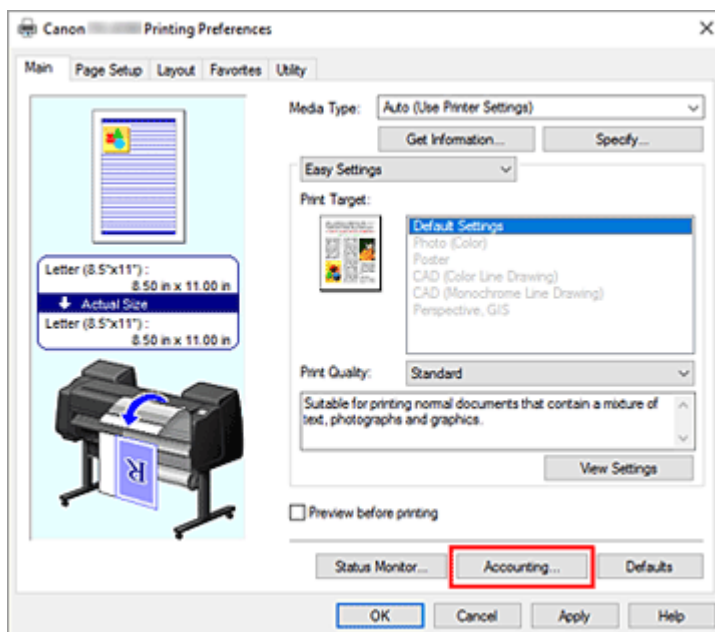 Canon Printing Preferences
Main Page Setup Layout Favorites Utility
Media Type: Auto (Use Printer Settings)
Get Information... Specify...
Easy Settings
Print Target:
Default Settings
Photo (Color)
Poster
CAD (Color Line Drawing)
CAD (Monochrome Line Drawing)
Perspective, GIS
Letter (8.5"x11") :
8.50 in x 11.00 in
Actual Size
Letter (8.5"x11") :
8.50 in x 11.00 in
R
Print Quality: Standard
Suitable for printing normal documents that contain a mixture of
text, photographs and graphics.
View Settings
Preview before printing
Status Monitor... Accounting... Defaults
OK Cancel Apply Help